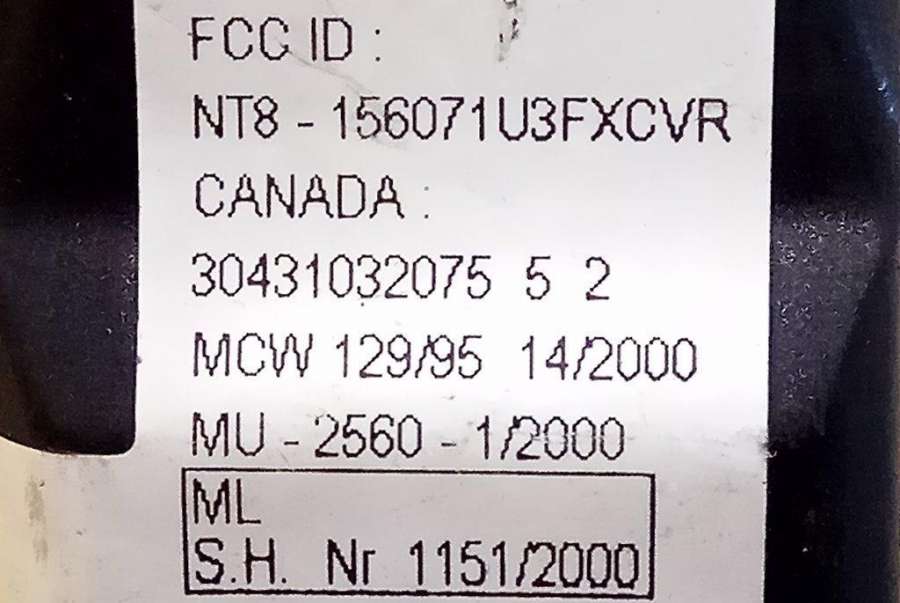 FCC ID :
NT8 - 156071U3FXCVR
CANADA :
30431032075 5 2
MCW 129/95 14/2000
MU - 2560 - 1/2000
ML
S.H. Nr 1151/2000